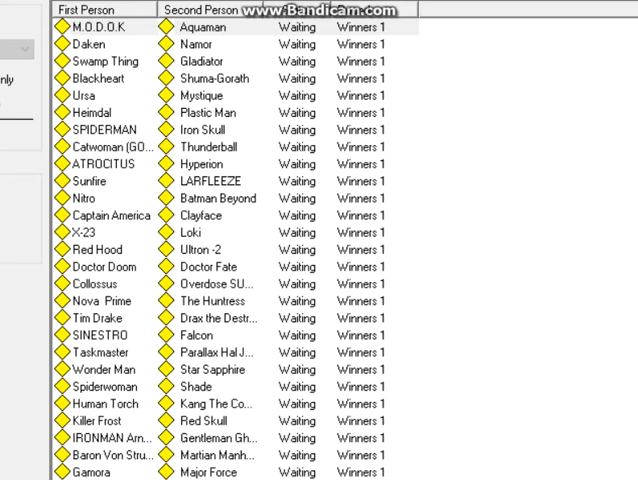 First Person Second Person www.Bandicam.com
M.O.D.O.K Aquaman Waiting Winners 1
Daken Namor Waiting Winners 1
Swamp Thing Gladiator Waiting Winners 1
nly Blackheart Shuma-Gorath Waiting Winners 1
Ursa Mystique Waiting Winners 1
Heimdal Plastic Man Waiting Winners 1
SPIDERMAN Iron Skull Waiting Winners 1
Catwoman (GO... Thunderball Waiting Winners 1
ATROCITUS Hyperion Waiting Winners 1
Sunfire LARFLEEZE Waiting Winners 1
Nitro Batman Beyond Waiting Winners 1
Captain America Clayface Waiting Winners 1
X-23 Loki Waiting Winners 1
Red Hood Ultron -2 Waiting Winners 1
Doctor Doom Doctor Fate Waiting Winners 1
Collossus Overdose SU... Waiting Winners 1
Nova Prime The Huntress Waiting Winners 1
Tim Drake Drax the Destr... Waiting Winners 1
SINESTRO Falcon Waiting Winners 1
Taskmaster Parallax Hal J... Waiting Winners 1
Wonder Man Star Sapphire Waiting Winners 1
Spiderwoman Shade Waiting Winners 1
Human Torch Kang The Co... Waiting Winners 1
Killer Frost Red Skull Waiting Winners 1
IRONMAN Arn... Gentleman Gh... Waiting Winners 1
Baron Von Stru... Martian Manh... Waiting Winners 1
Gamora Major Force Waiting Winners 1